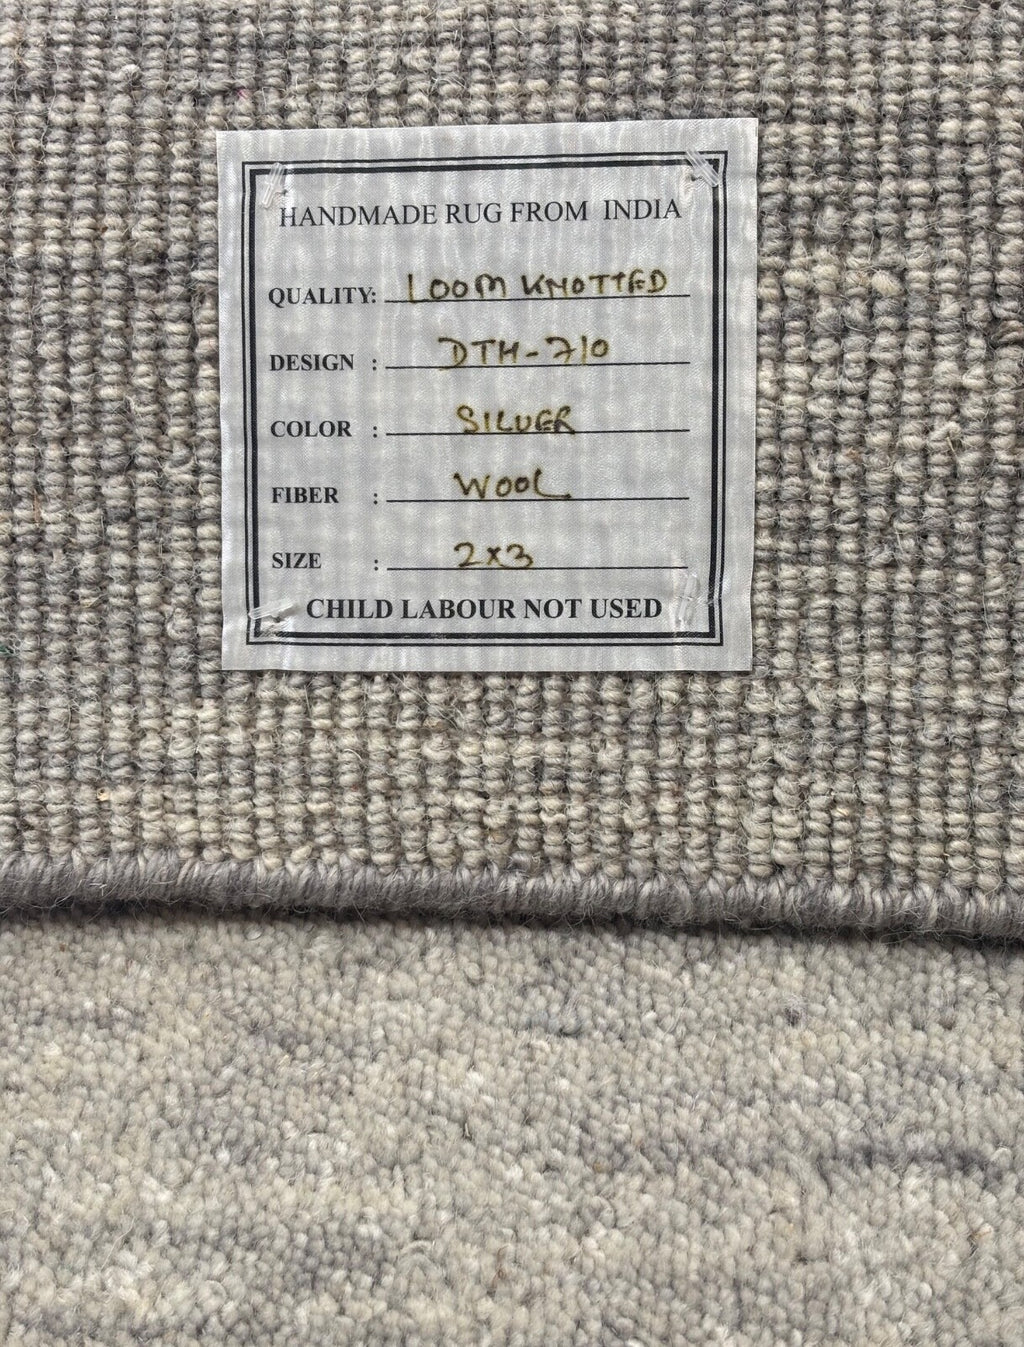 HANDMADE RUG FROM INDIA
QUALITY: LOOM KNOTTED
DESIGN : DTH-710
COLOR : SILVER
FIBER : WOOL
SIZE : 2x3
CHILD LABOUR NOT USED